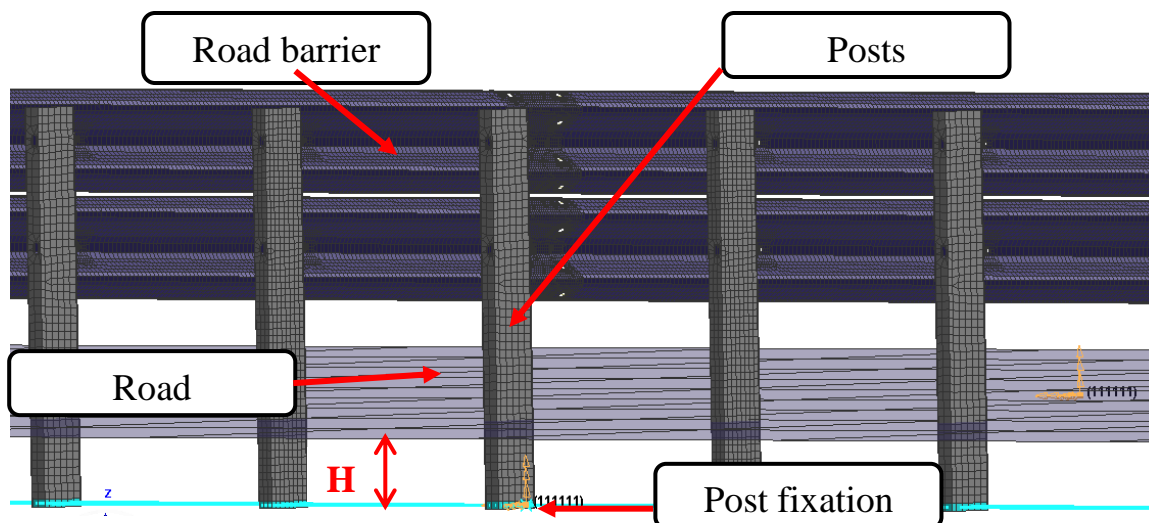 Road barrier
Posts
Road
(111111)
H
z
(111111)
Post fixation